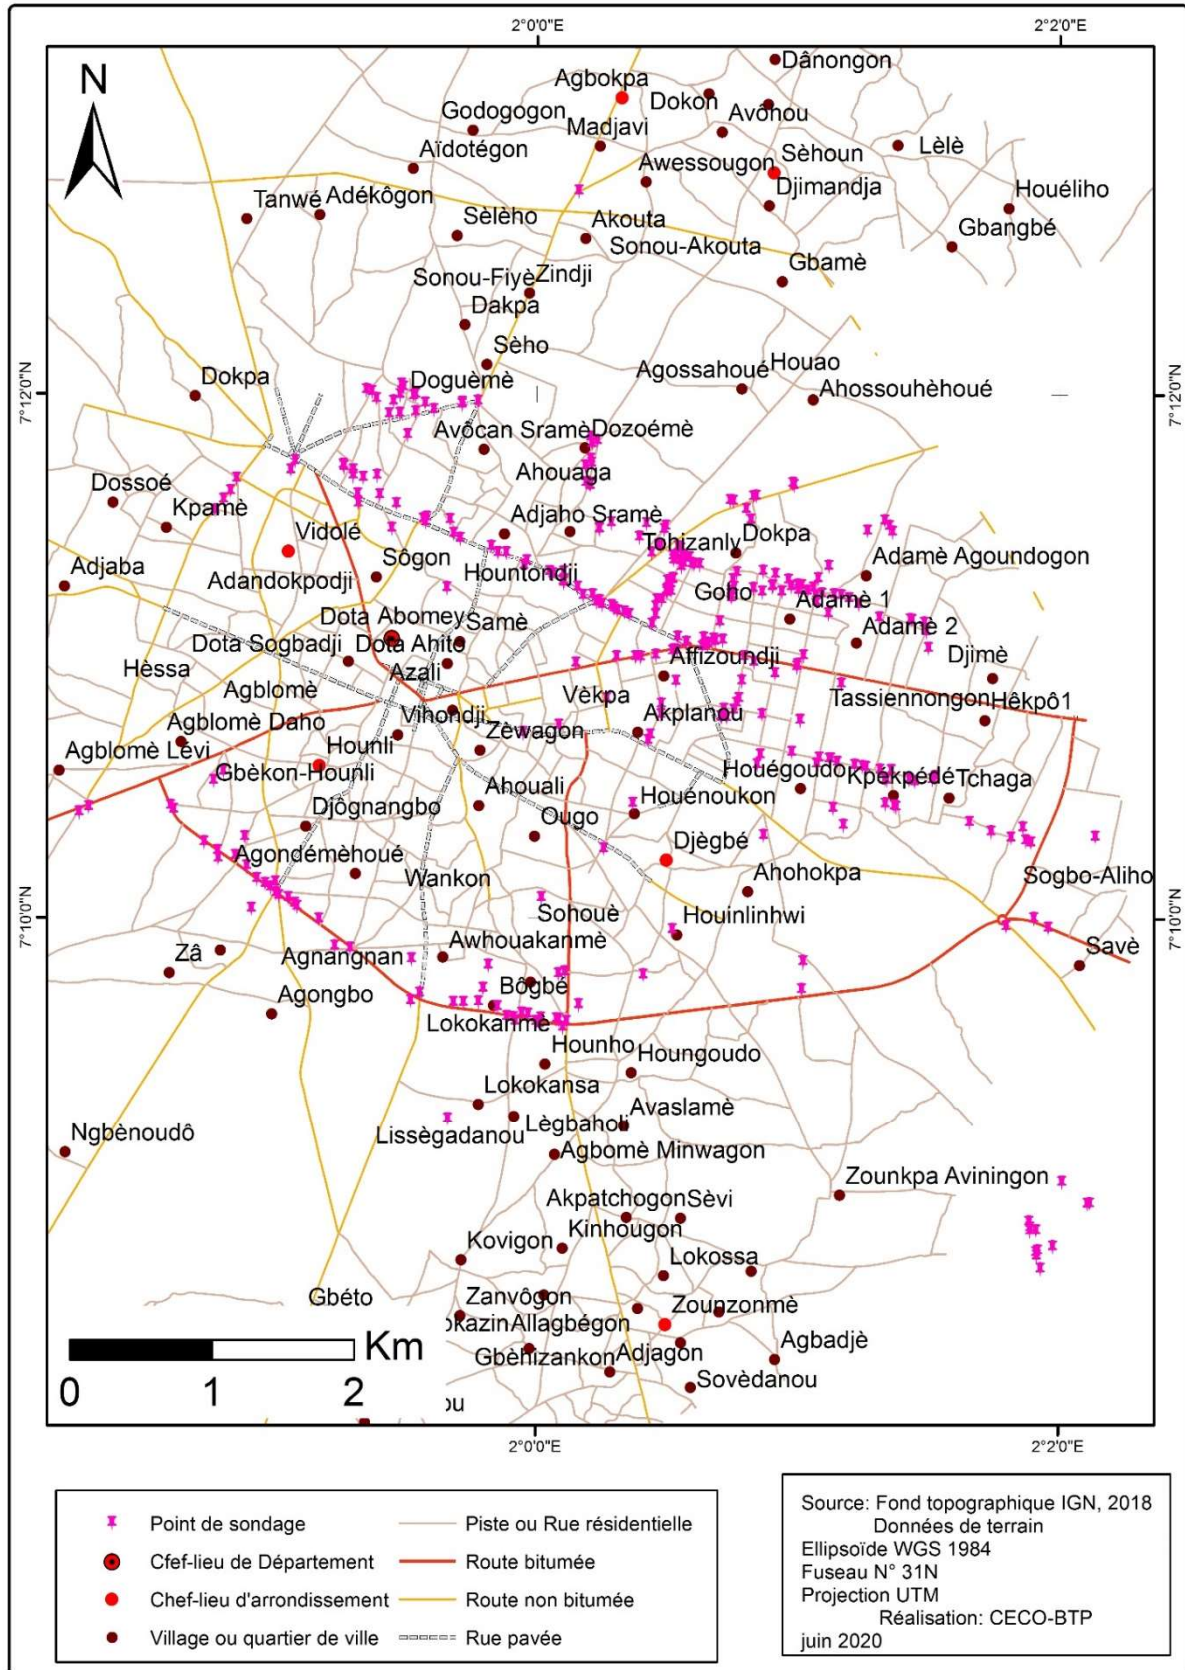 2°0'0"E
2°2'0"E
N
Dânongon
Agbokpa
Dokon
Avônou
Godogogon
Madjavi
Lèlè
Aïdotégon
Awessougon
Sèhoun
Djimandja
Houéliho
Tanwé
Adékôgon
Sèlèho
Akouta
Gbangbé
Sonou-Akouta
Gbamè
Sonou-Fiyè
Zindji
Dakpa
Sèho
Agossahoué
Houao
Dokpa
Doguèmè
Ahossouhèhoué
7°12'0"N
7°12'0"N
Avocan Sramè
Dozoémè
Ahouaga
Dossoé
Kpamè
Adjaho Sramè
Vidolé
Tohizanlv
Dokpa
Adamè Agoundogon
Adjaba
Adandokpodji
Sôgon
Hountondji
Goho
Adamè 1
Dota Abomey
Samè
Adamè 2
Dota Sogbadji
Dota Ahito
Affizoundji
Djimè
Hèssa
Azali
Agblomè
Vèkpa
Tassiennongon
Hêkpô1
Agblomè Daho
Vihondji
Akplanou
Hounli
Zèwagon
Agblomè Lévi
Gbèkon-Hounli
Houégoudo
Kpékpédé
Tchaga
Djôgnangbo
Ahouali
Houénoukon
Ougo
Agondémèhoué
Djègbé
Wankon
Ahohokpa
Sogbo-Aliho
7°10'0"N
7°10'0"N
Sohouè
Houinlinhwi
Zâ
Agnangnan
Awhouakanmè
Savè
Agongbo
Bôgbé
Lokokanmè
Hounho
Houngoudo
Lokokansa
Avaslamè
Lègbaholi
Lissègadanou
Ngbènoudô
Agbomè Minwagon
Zounkpa Aviningon
Akpatchogon
Sèvi
Kinhougon
Kovigon
Lokossa
Gbéto
Zanvôgon
Zounzonmè
okazin
Allagbégon
Km
Gbèhizankon
Adjagon
Agbadjè
0 1 2
Sovèdanou
ou
2°0'0"E
2°2'0"E
Point de sondage
Cfef-lieu de Département
Chef-lieu d'arrondissement
Village ou quartier de ville
Piste ou Rue résidentielle
Route bitumée
Route non bitumée
Rue pavée
Source: Fond topographique IGN, 2018
Données de terrain
Ellipsoïde WGS 1984
Fuseau N° 31N
Projection UTM
Réalisation: CECO-BTP
juin 2020